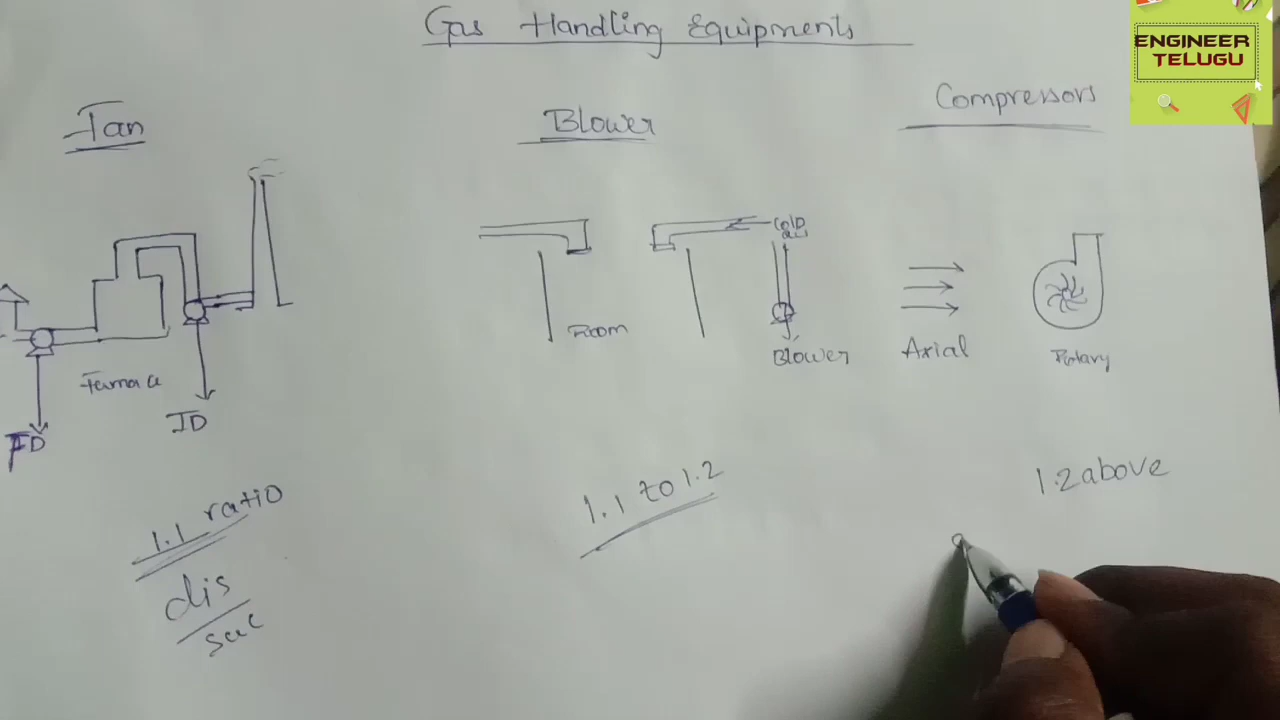 Gas Handling Equipments
ENGINEER
TELUGU
Fan
Blower
Compressors
Cold
Room
Blower
Axial
Rotary
Furnace
FD
ID
1.1 ratio
dis
suc
1.1 to 1.2
1.2 above